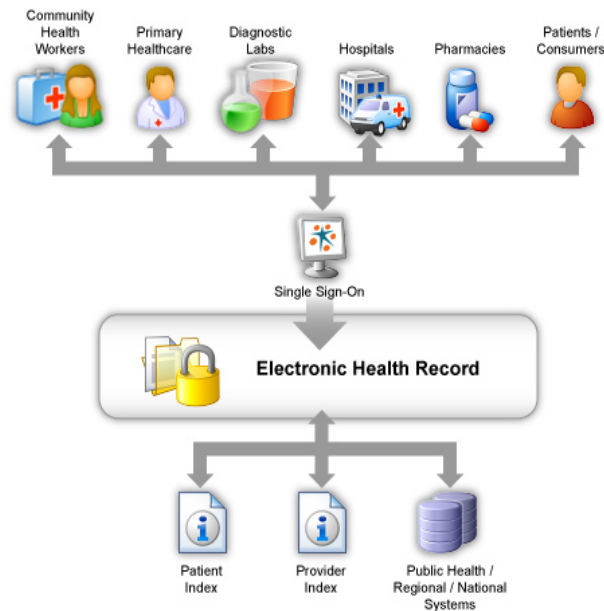 Community
Health
Workers
Primary
Healthcare
Diagnostic
Labs
Hospitals
Pharmacies
Patients /
Consumers
Single Sign-On
Electronic Health Record
Patient
Index
Provider
Index
Public Health /
Regional / National
Systems